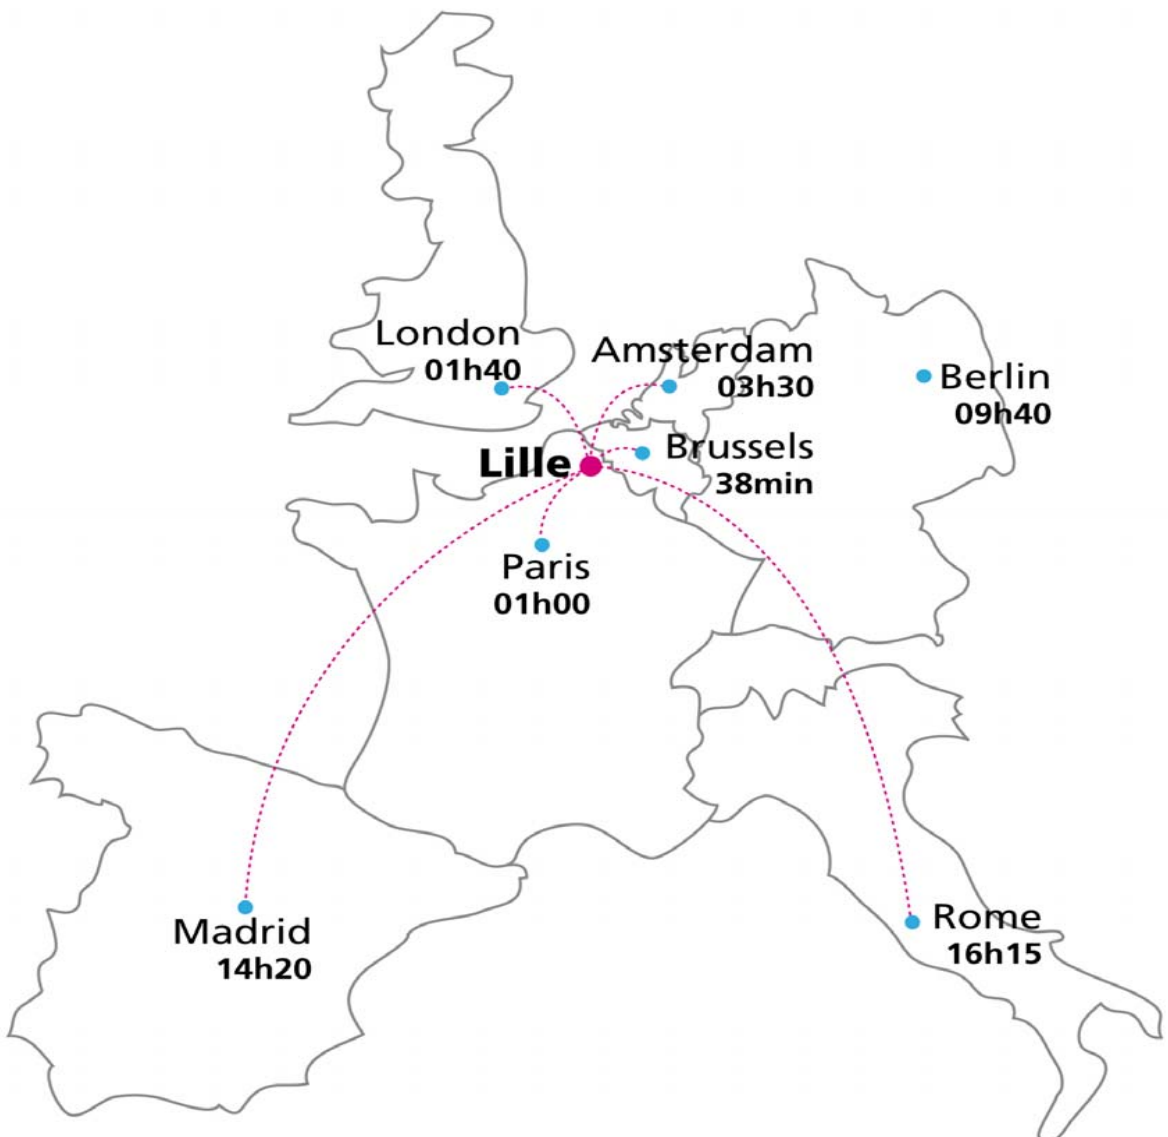 London
01h40
Amsterdam
03h30
Berlin
09h40
Brussels
38min
Lille
Paris
01h00
Madrid
14h20
Rome
16h15